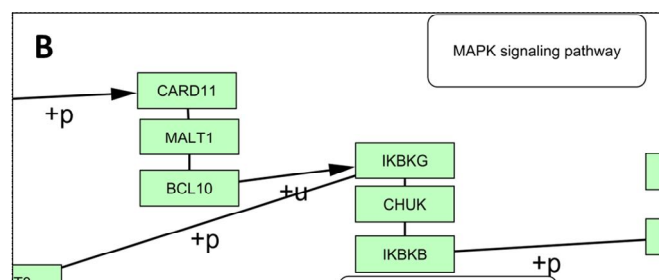 B
MAPK signaling pathway
CARD11
+p
MALT1
IKBKG
BCL10
+u
CHUK
+p
IKBKB
+p